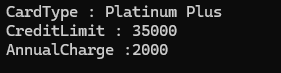 CardType : Platinum Plus
CreditLimit : 35000
AnnualCharge :2000